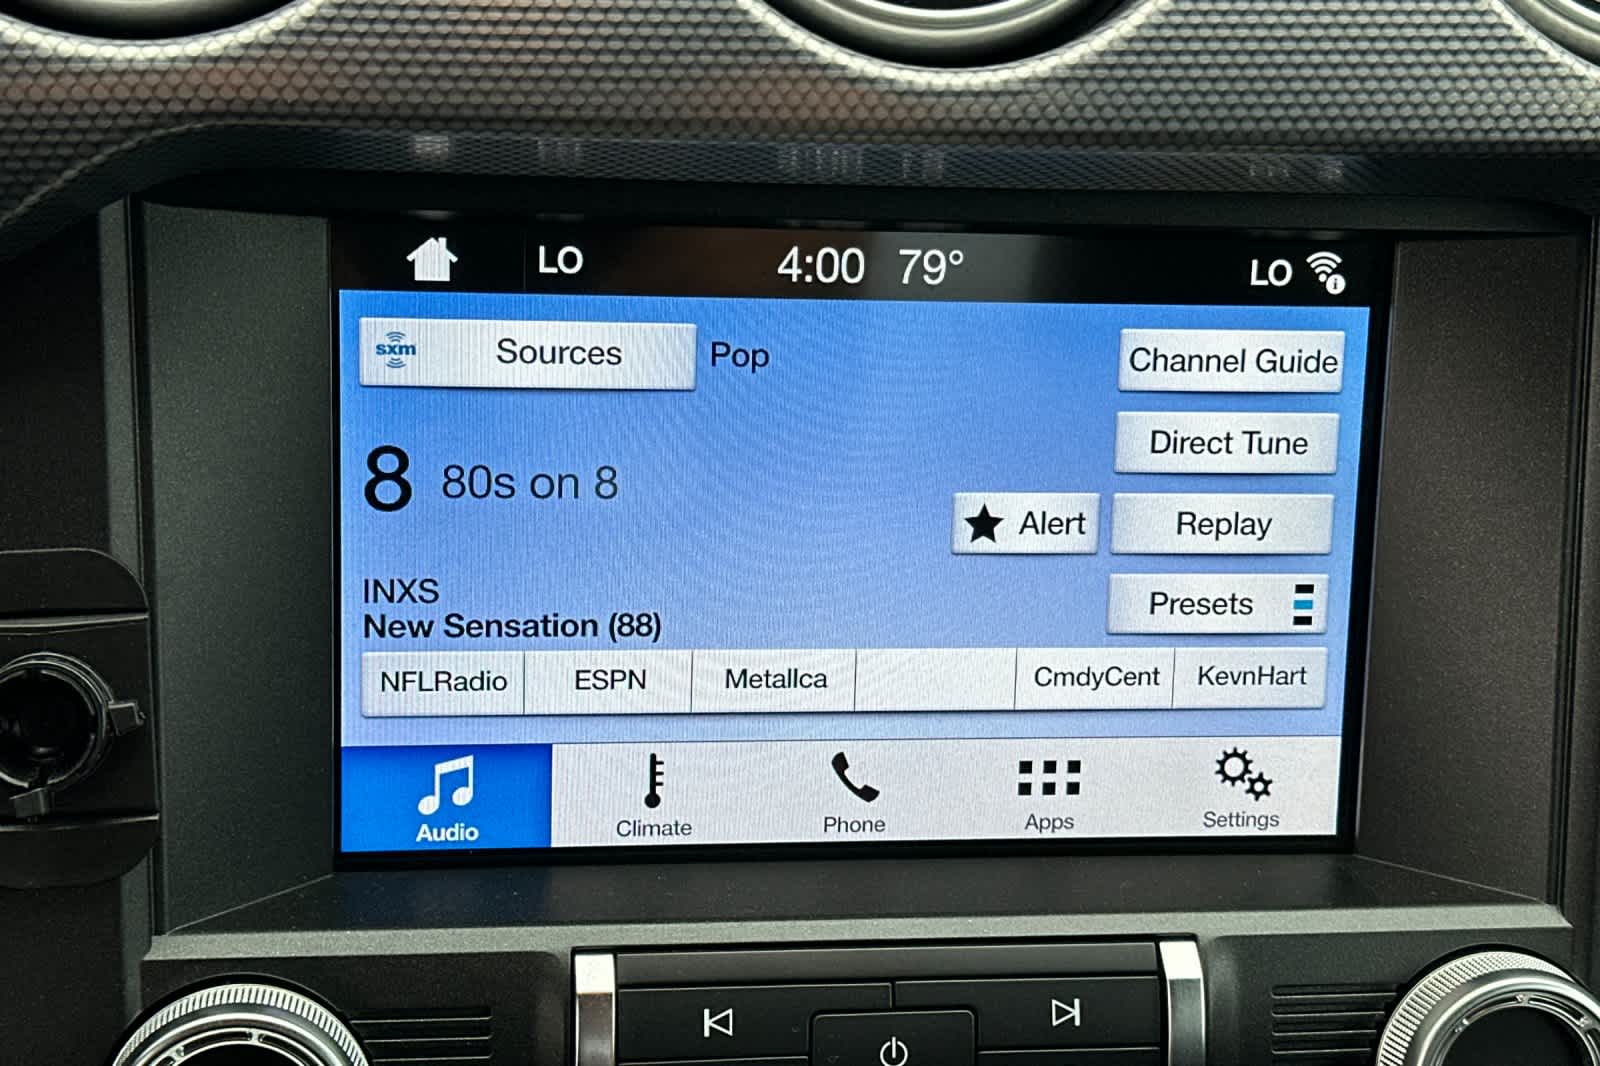 LO 4:00 79° LO
sxm Sources Pop Channel Guide
Direct Tune
8 80s on 8
Alert Replay
INXS
New Sensation (88)
Presets
NFLRadio ESPN Metallca CmdyCent KevnHart
Audio Climate Phone Apps Settings